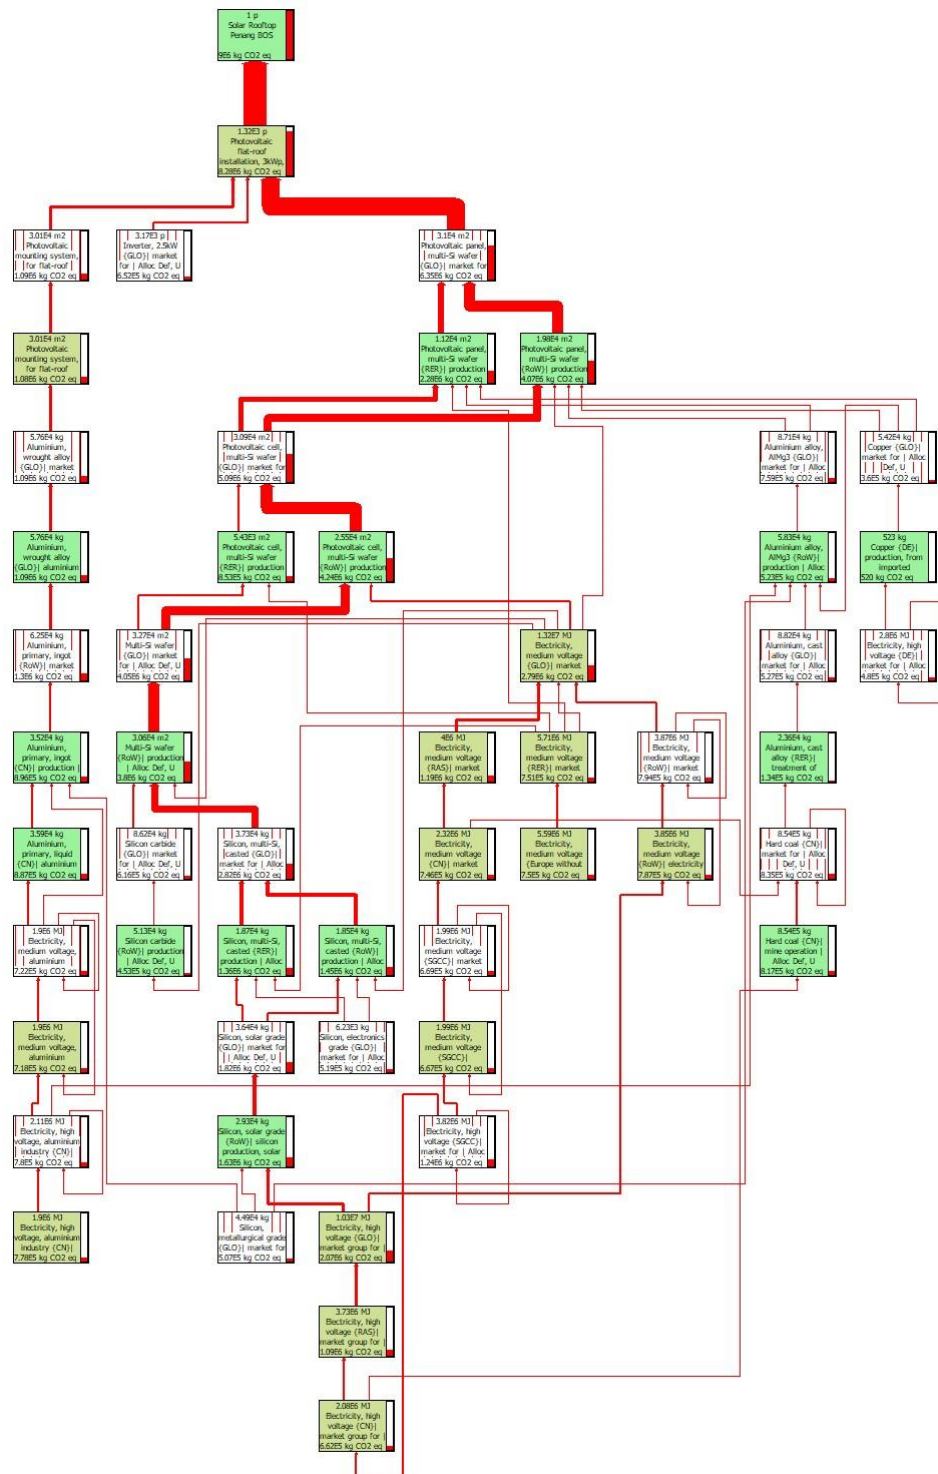 1 p
Solar Rooftop
Penang BOS
9E6 kg CO2 eq
1.32E3 p
Photovoltaic
flat-roof
installation, 3kWp,
8.28E6 kg CO2 eq
3.01E4 m2
Photovoltaic
mounting system,
for flat-roof
1.09E6 kg CO2 eq
3.17E3 p
Inverter, 2.5kW
{GLO}| market
for | Alloc Def, U
6.52E5 kg CO2 eq
3.1E4 m2
Photovoltaic panel,
multi-Si wafer
{GLO}| market for
6.35E6 kg CO2 eq
3.01E4 m2
Photovoltaic
mounting system,
for flat-roof
1.08E6 kg CO2 eq
1.12E4 m2
Photovoltaic panel,
multi-Si wafer
{RER}| production
2.28E6 kg CO2 eq
1.98E4 m2
Photovoltaic panel,
multi-Si wafer
{RoW}| production
4.07E6 kg CO2 eq
5.76E4 kg
Aluminium,
wrought alloy
{GLO}| market
1.09E6 kg CO2 eq
3.09E4 m2
Photovoltaic cell,
multi-Si wafer
{GLO}| market for
5.09E6 kg CO2 eq
8.71E4 kg
Aluminium alloy,
AlMg3 {GLO}|
market for | Alloc
7.59E5 kg CO2 eq
5.42E4 kg
Copper {GLO}|
market for | Alloc
Def, U
3.6E5 kg CO2 eq
5.76E4 kg
Aluminium,
wrought alloy
{GLO}| aluminium
1.09E6 kg CO2 eq
5.43E3 m2
Photovoltaic cell,
multi-Si wafer
{RER}| production
8.53E5 kg CO2 eq
2.55E4 m2
Photovoltaic cell,
multi-Si wafer
{RoW}| production
4.24E6 kg CO2 eq
5.83E4 kg
Aluminium alloy,
AlMg3 {RoW}|
production | Alloc
5.23E5 kg CO2 eq
523 kg
Copper {DE}|
production, from
imported
520 kg CO2 eq
6.25E4 kg
Aluminium,
primary, ingot
{RoW}| market
1.3E6 kg CO2 eq
3.27E4 m2
Multi-Si wafer
{GLO}| market
for | Alloc Def, U
4.05E6 kg CO2 eq
1.32E7 MJ
Electricity,
medium voltage
{GLO}| market
2.79E6 kg CO2 eq
8.82E4 kg
Aluminium, cast
alloy {GLO}|
market for | Alloc
5.27E5 kg CO2 eq
2.8E6 MJ
Electricity, high
voltage {DE}|
market for | Alloc
4.8E5 kg CO2 eq
3.52E4 kg
Aluminium,
primary, ingot
{CN}| production |
8.96E5 kg CO2 eq
3.06E4 m2
Multi-Si wafer
{RoW}| production
| Alloc Def, U
3.8E6 kg CO2 eq
4E6 MJ
Electricity,
medium voltage
{RAS}| market
1.19E6 kg CO2 eq
5.71E6 MJ
Electricity,
medium voltage
{RER}| market
7.51E5 kg CO2 eq
3.87E6 MJ
Electricity,
medium voltage
{RoW}| market
7.94E5 kg CO2 eq
2.36E4 kg
Aluminium, cast
alloy {RER}|
treatment of
1.34E5 kg CO2 eq
3.59E4 kg
Aluminium,
primary, liquid
{CN}| aluminium
8.87E5 kg CO2 eq
8.62E4 kg
Silicon carbide
{GLO}| market
for | Alloc Def, U
6.16E5 kg CO2 eq
3.73E4 kg
Silicon, multi-Si,
casted {GLO}|
market for | Alloc
2.82E6 kg CO2 eq
2.32E6 MJ
Electricity,
medium voltage
{CN}| market
7.46E5 kg CO2 eq
5.59E6 MJ
Electricity,
medium voltage
{Europe without
7.5E5 kg CO2 eq
3.85E6 MJ
Electricity,
medium voltage
{RoW}| electricity
7.87E5 kg CO2 eq
8.54E5 kg
Hard coal {CN}|
market for | Alloc
Def, U
8.35E5 kg CO2 eq
1.9E6 MJ
Electricity,
medium voltage,
aluminium
7.22E5 kg CO2 eq
5.13E4 kg
Silicon carbide
{RoW}| production
| Alloc Def, U
4.53E5 kg CO2 eq
1.87E4 kg
Silicon, multi-Si,
casted {RER}|
production | Alloc
1.36E6 kg CO2 eq
1.85E4 kg
Silicon, multi-Si,
casted {RoW}|
production | Alloc
1.45E6 kg CO2 eq
1.99E6 MJ
Electricity,
medium voltage
{SGCC}| market
6.69E5 kg CO2 eq
8.54E5 kg
Hard coal {CN}|
mine operation |
Alloc Def, U
8.17E5 kg CO2 eq
1.9E6 MJ
Electricity,
medium voltage,
aluminium
7.18E5 kg CO2 eq
3.64E4 kg
Silicon, solar grade
{GLO}| market for
| Alloc Def, U
1.82E6 kg CO2 eq
6.23E3 kg
Silicon, electronics
grade {GLO}|
market for | Alloc
5.19E5 kg CO2 eq
1.99E6 MJ
Electricity,
medium voltage
{SGCC}|
6.67E5 kg CO2 eq
2.11E6 MJ
Electricity, high
voltage, aluminium
industry {CN}|
7.8E5 kg CO2 eq
2.93E4 kg
Silicon, solar grade
{RoW}| silicon
production, solar
1.63E6 kg CO2 eq
3.82E6 MJ
Electricity, high
voltage {SGCC}|
market for | Alloc
1.24E6 kg CO2 eq
1.9E6 MJ
Electricity, high
voltage, aluminium
industry {CN}|
7.78E5 kg CO2 eq
4.49E4 kg
Silicon,
metallurgical grade
{GLO}| market for
5.07E5 kg CO2 eq
1.03E7 MJ
Electricity, high
voltage {GLO}|
market group for |
2.07E6 kg CO2 eq
3.73E6 MJ
Electricity, high
voltage {RAS}|
market group for |
1.09E6 kg CO2 eq
2.08E6 MJ
Electricity, high
voltage {CN}|
market group for |
6.62E5 kg CO2 eq